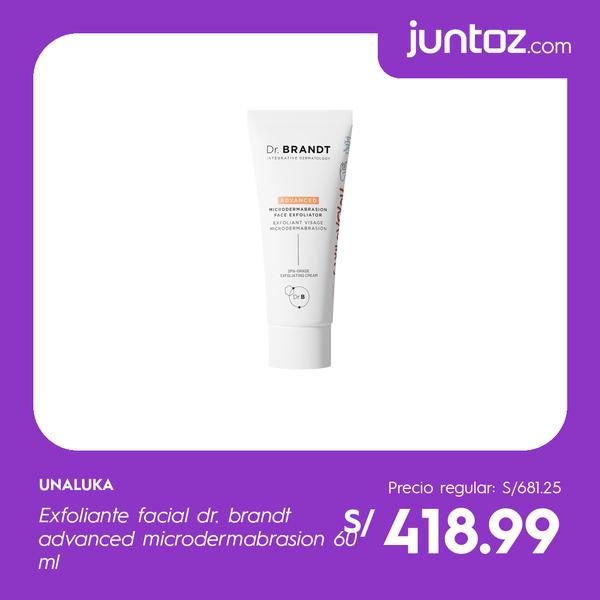 juntoz.com
Dr. BRANDT
INTEGRATIVE DERMATOLOGY
ADVANCED
MICRODERMABRASION
FACE EXFOLIATOR
EXFOLIANT VISAGE
MICRODERMABRASION
SPA-GRADE
EXFOLIATING CREAM
Dr.B
UNALUKA
Exfoliante facial dr. brandt
advanced microdermabrasion 60
ml
Precio regular: S/681.25
S/ 418.99